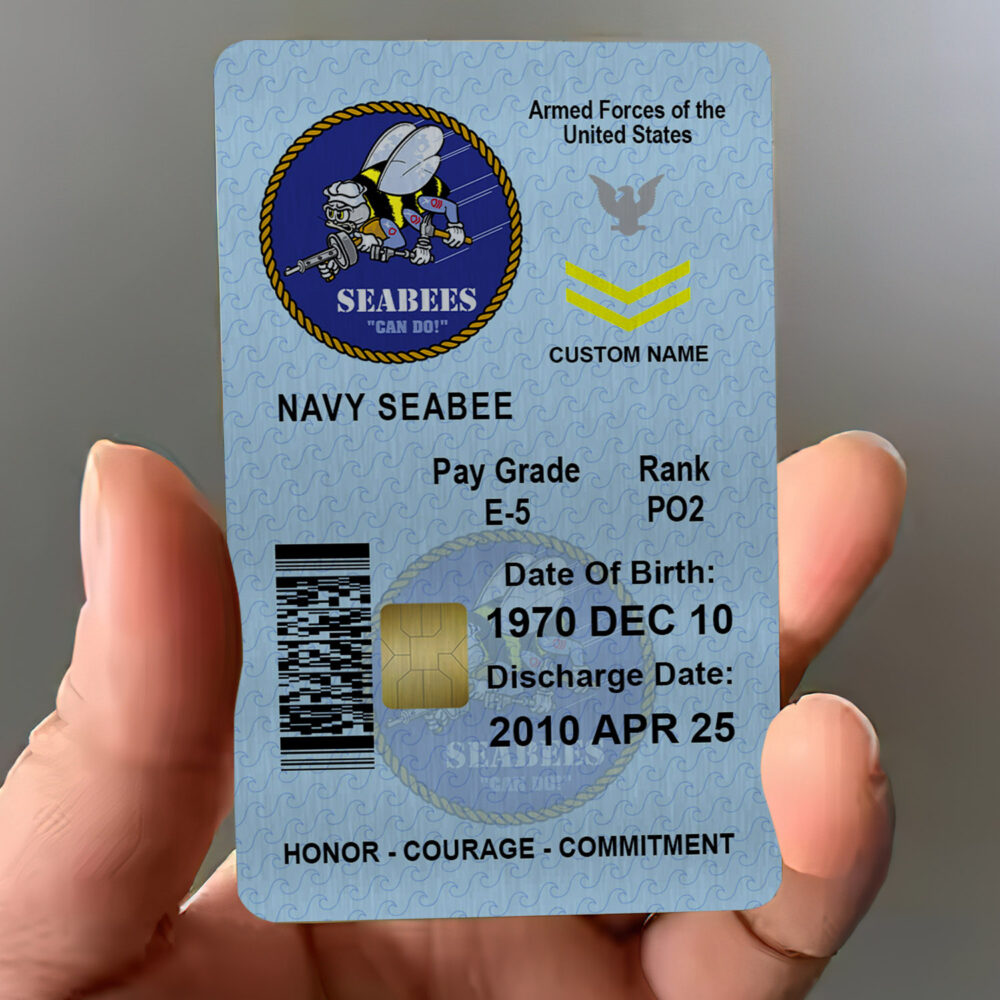 Armed Forces of the
United States
SEABEES
"CAN DO!"
CUSTOM NAME
NAVY SEABEE
Pay Grade
E-5
Rank
PO2
Date Of Birth:
1970 DEC 10
Discharge Date:
2010 APR 25
SEABEES
"CAN DO!"
HONOR - COURAGE - COMMITMENT